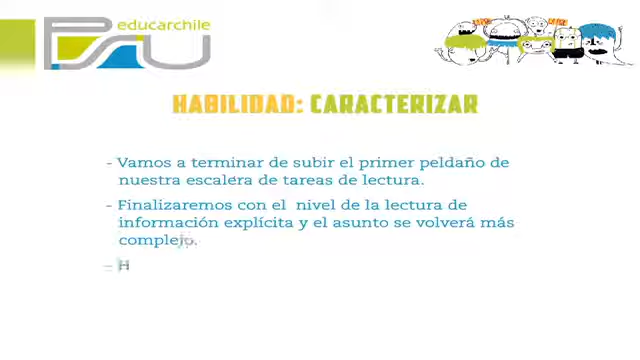 educarchile
PSU
HABILIDAD: CARACTERIZAR
- Vamos a terminar de subir el primer peldaño de
nuestra escalera de tareas de lectura.
- Finalizaremos con el  nivel de la lectura de
información explícita y el asunto se volverá más
complejo.
- H